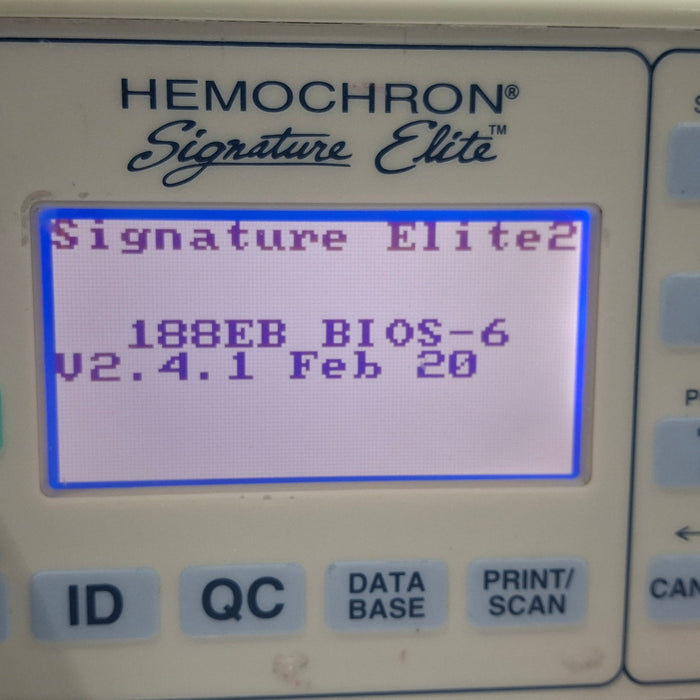 HEMOCHRON®
Signature Elite™
Signature Elite2
188EB BIOS-6
V2.4.1 Feb 20
ID
QC
DATA
BASE
PRINT/
SCAN